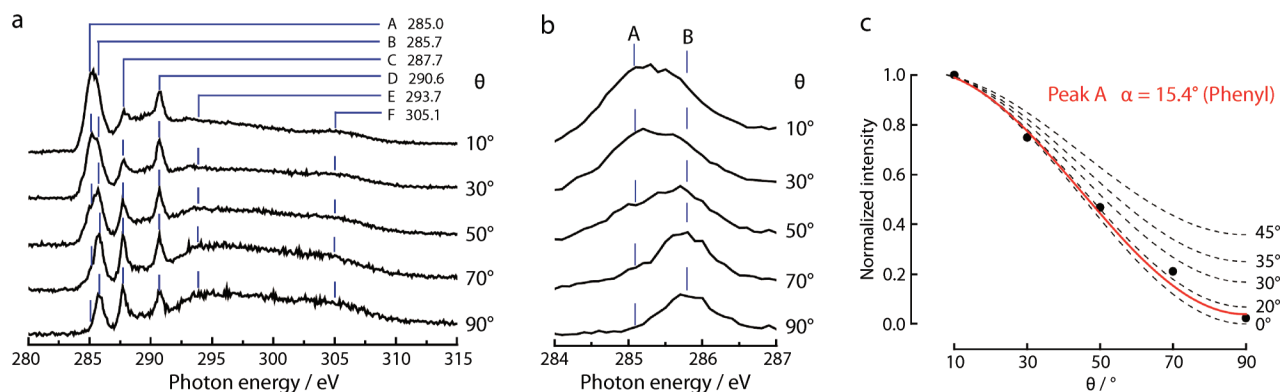 a
A 285.0
B 285.7
C 287.7
D 290.6
E 293.7
F 305.1
θ
10°
30°
50°
70°
90°
280 285 290 295 300 305 310 315
Photon energy / eV
b
A B
θ
10°
30°
50°
70°
90°
284 285 286 287
Photon energy / eV
c
Peak A α = 15.4° (Phenyl)
Normalized intensity
1.0
0.8
0.6
0.4
0.2
0.0
45°
35°
30°
20°
0°
10 30 50 70 90
θ / °